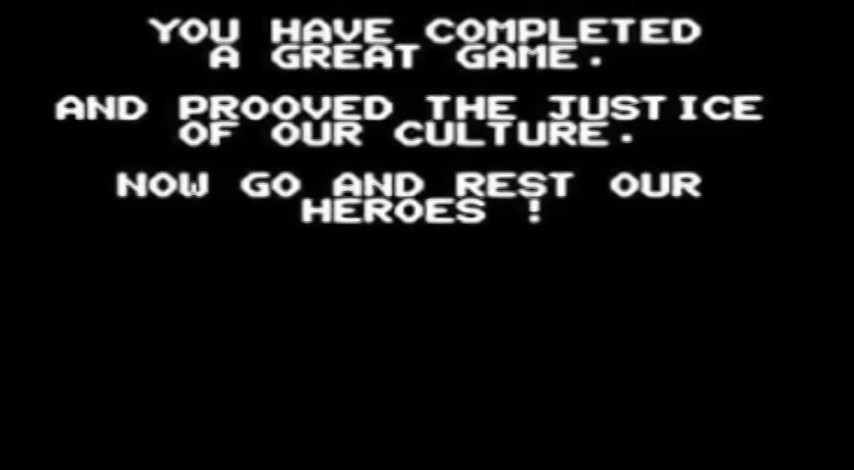 YOU HAVE COMPLETED
A GREAT GAME.
AND PROOVED THE JUSTICE
OF OUR CULTURE.
NOW GO AND REST OUR
HEROES !